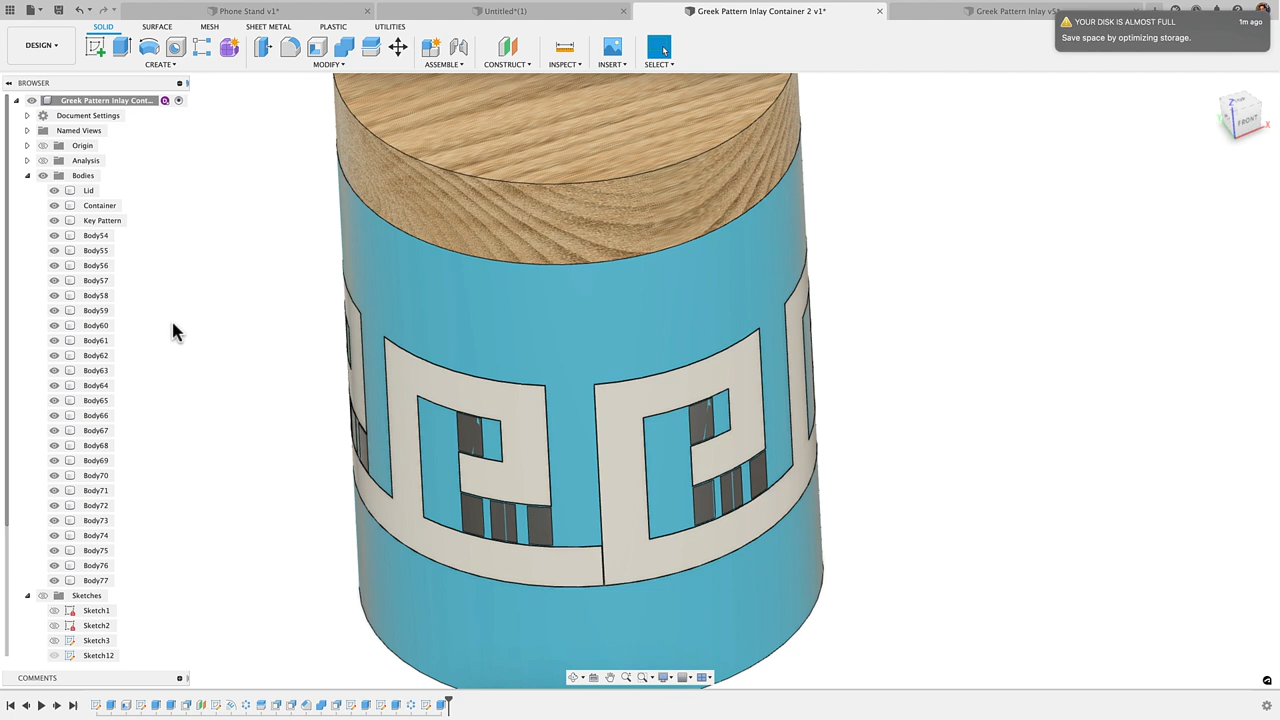 Phone Stand v1*
Untitled*(1)
Greek Pattern Inlay Container 2 v1*
Greek Pattern Inlay v5*
YOUR DISK IS ALMOST FULL
1m ago
Save space by optimizing storage.
SOLID
SURFACE
MESH
SHEET METAL
PLASTIC
UTILITIES
DESIGN
CREATE
MODIFY
ASSEMBLE
CONSTRUCT
INSPECT
INSERT
SELECT
BROWSER
Greek Pattern Inlay Cont...
Document Settings
Named Views
Origin
Analysis
Bodies
Lid
Container
Key Pattern
Body54
Body55
Body56
Body57
Body58
Body59
Body60
Body61
Body62
Body63
Body64
Body65
Body66
Body67
Body68
Body69
Body70
Body71
Body72
Body73
Body74
Body75
Body76
Body77
Sketches
Sketch1
Sketch2
Sketch3
Sketch12
COMMENTS
Z
FRONT
X